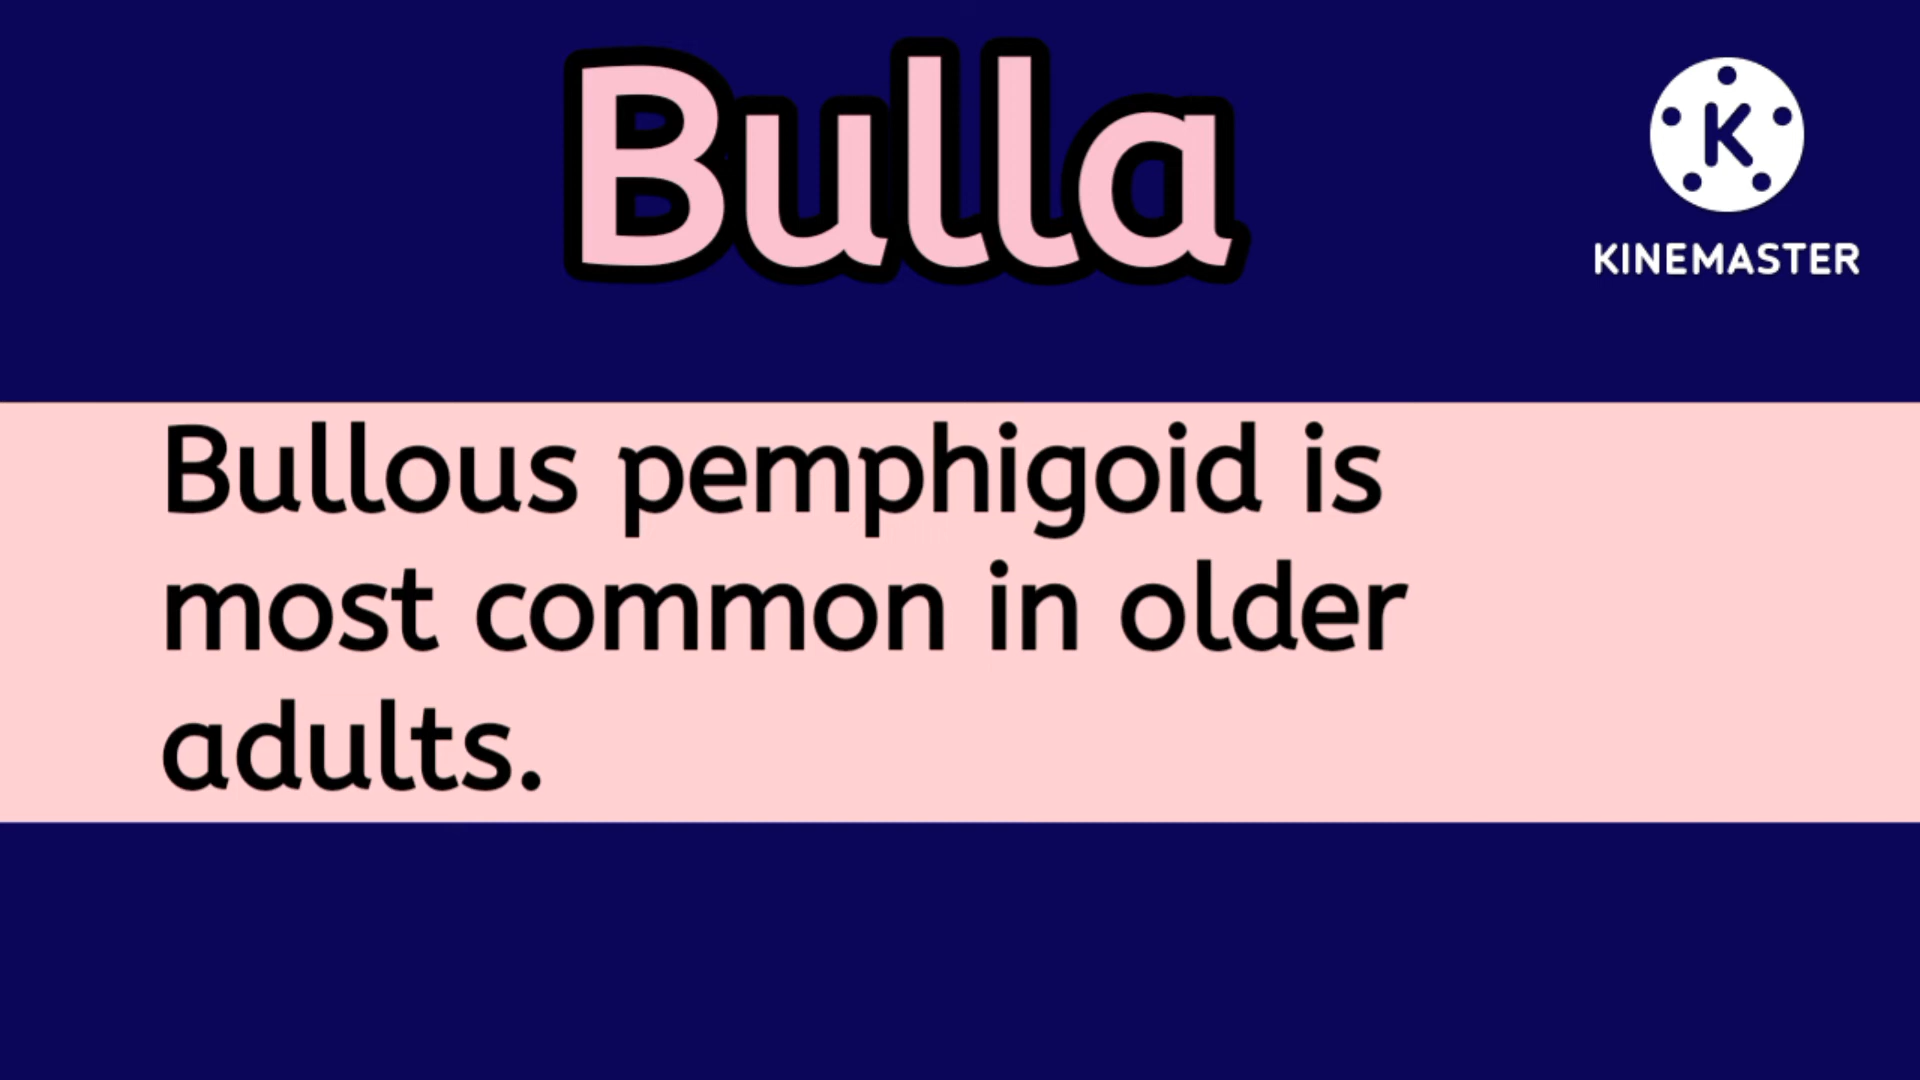 Bulla
K
KINEMASTER
Bullous pemphigoid is
most common in older
adults.